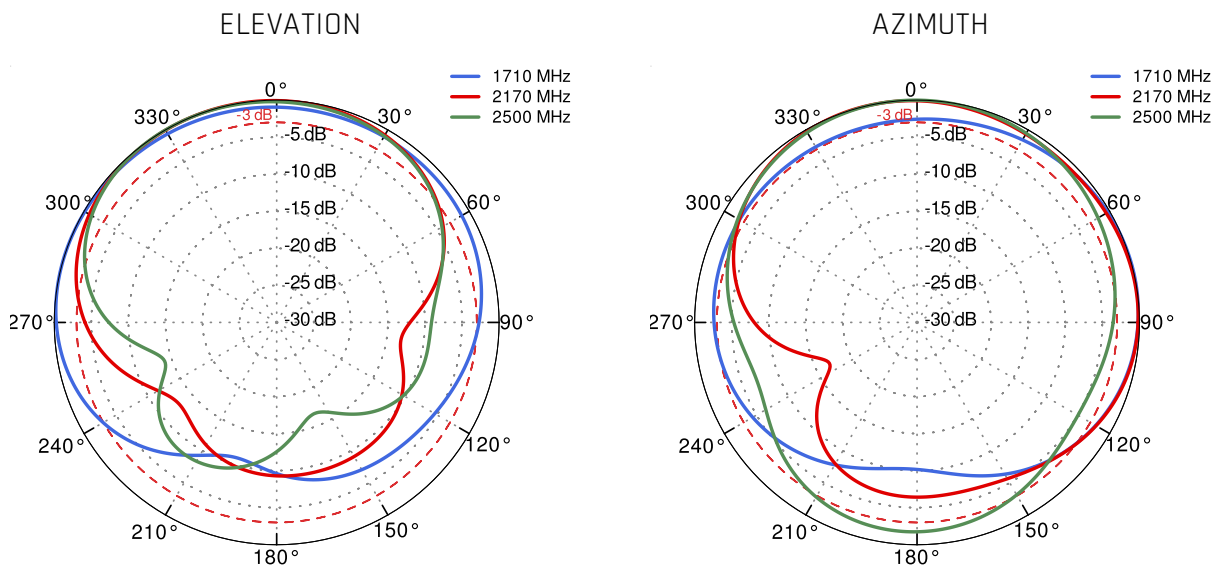 ELEVATION
1710 MHz
2170 MHz
2500 MHz
0°
330°
-3 dB
30°
-5 dB
-10 dB
300°
60°
-15 dB
-20 dB
-25 dB
270°
-30 dB
90°
240°
120°
210°
150°
180°
AZIMUTH
1710 MHz
2170 MHz
2500 MHz
0°
330°
-3 dB
30°
-5 dB
-10 dB
300°
60°
-15 dB
-20 dB
-25 dB
270°
-30 dB
90°
240°
120°
210°
150°
180°